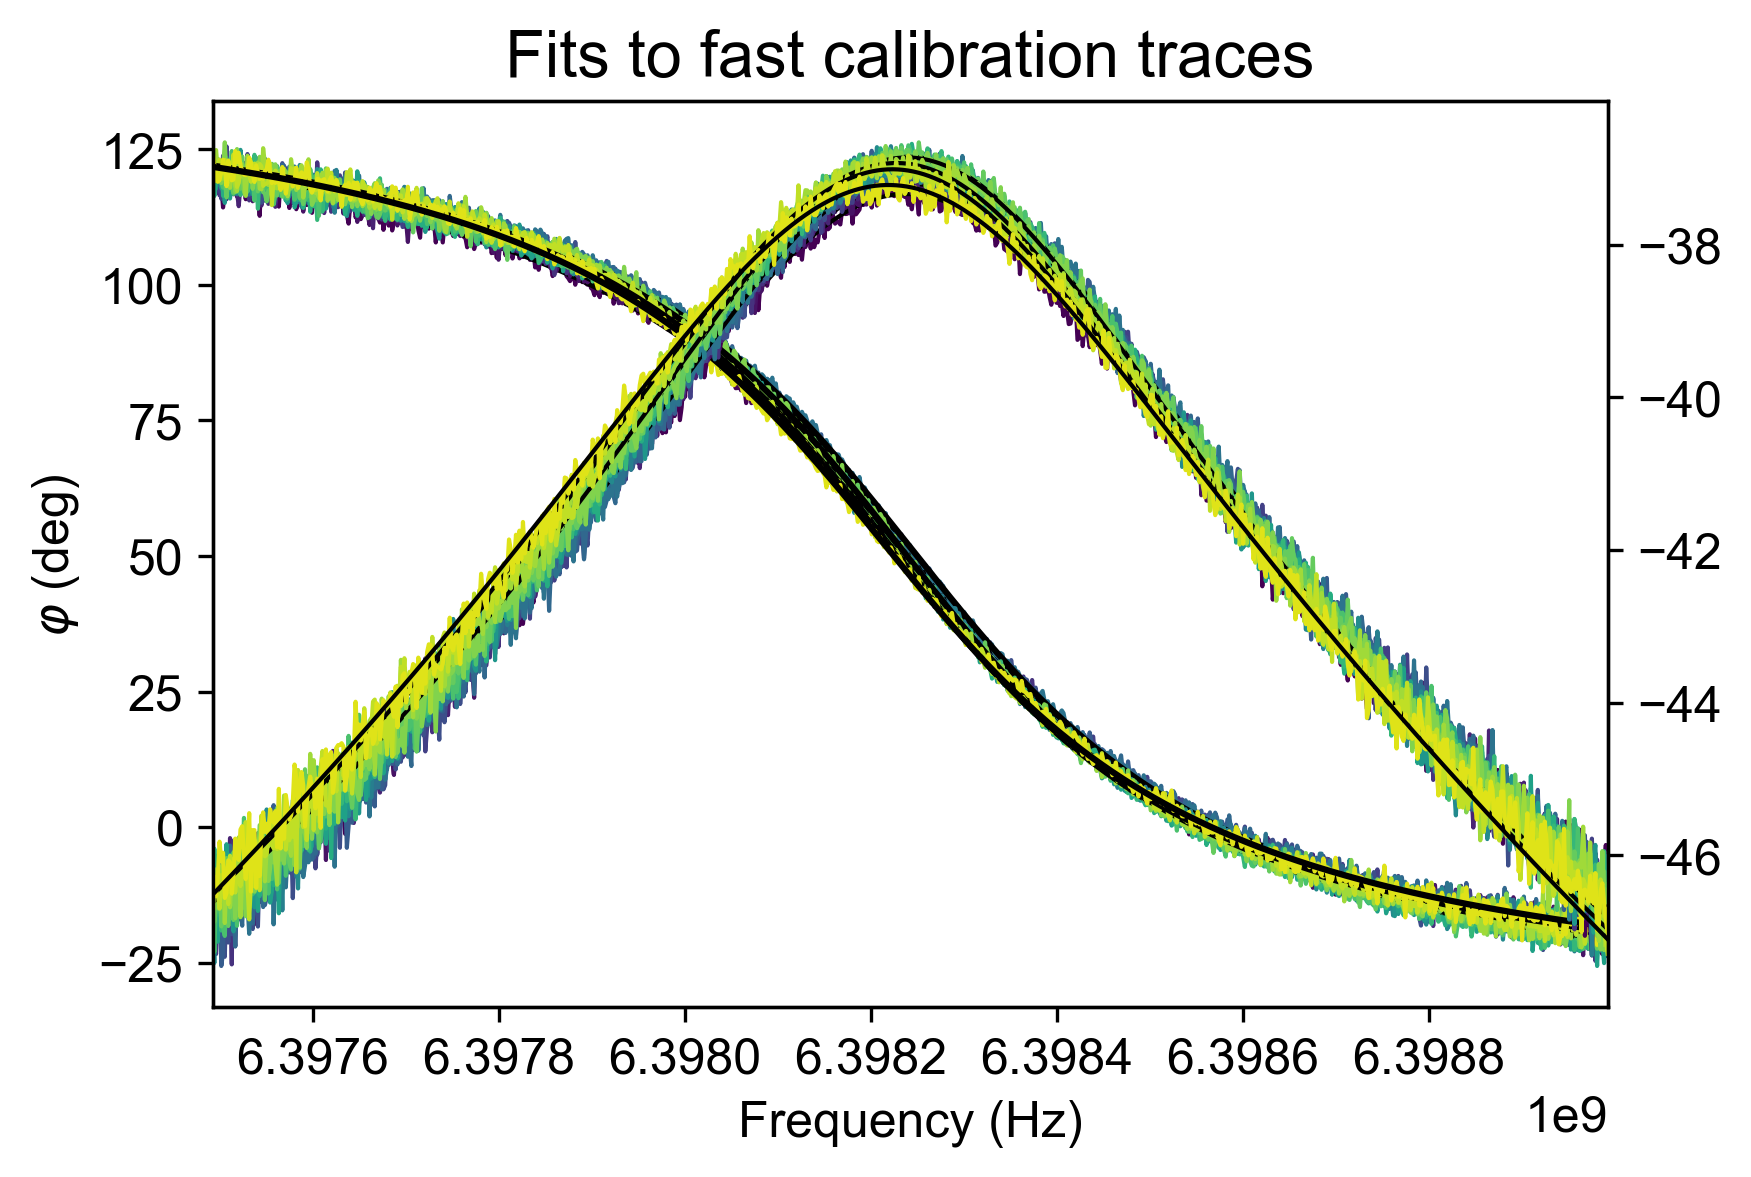 Fits to fast calibration traces
125
100
75
50
25
0
−25
φ (deg)
−38
−40
−42
−44
−46
6.3976 6.3978 6.3980 6.3982 6.3984 6.3986 6.3988
1e9
Frequency (Hz)